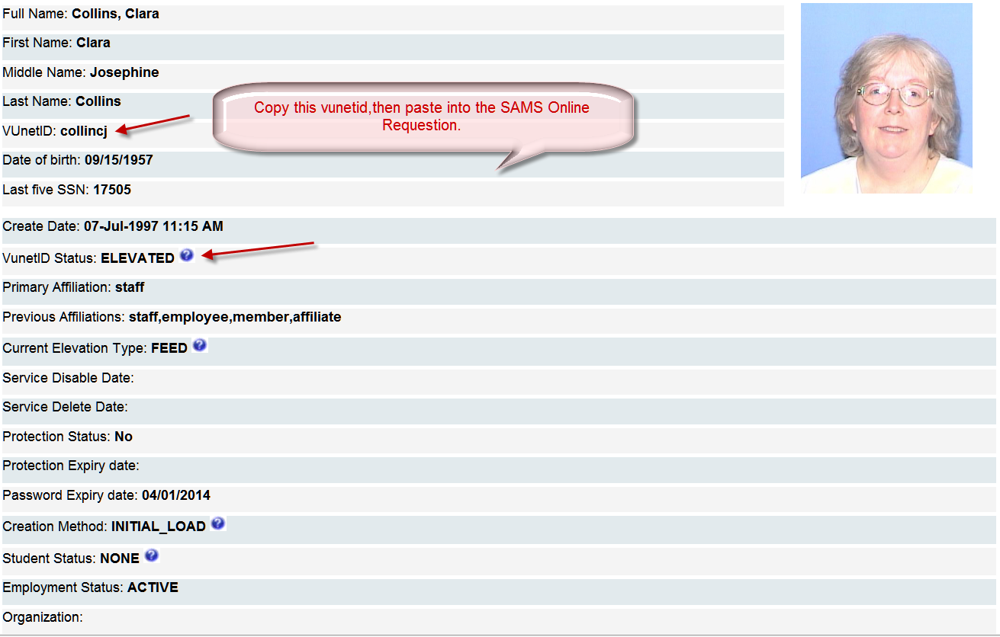 Full Name: Collins, Clara
First Name: Clara
Middle Name: Josephine
Last Name: Collins
Copy this vunetid,then paste into the SAMS Online
Requestion.
VUnetID: collincj
Date of birth: 09/15/1957
Last five SSN: 17505
Create Date: 07-Jul-1997 11:15 AM
VunetID Status: ELEVATED ?
Primary Affiliation: staff
Previous Affiliations: staff,employee,member,affiliate
Current Elevation Type: FEED ?
Service Disable Date:
Service Delete Date:
Protection Status: No
Protection Expiry date:
Password Expiry date: 04/01/2014
Creation Method: INITIAL_LOAD ?
Student Status: NONE ?
Employment Status: ACTIVE
Organization: